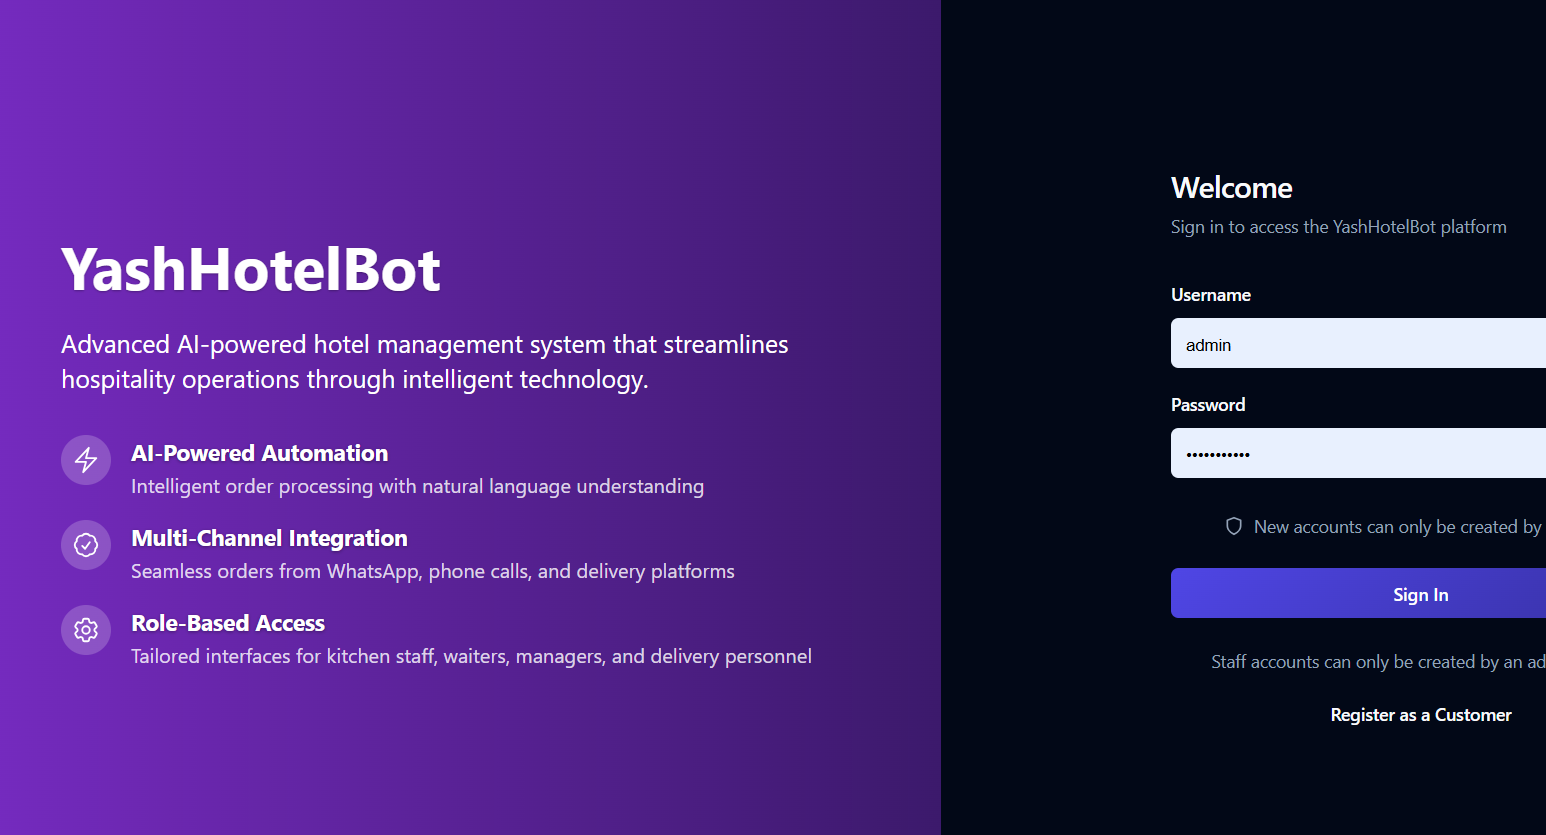 YashHotelBot
Advanced AI-powered hotel management system that streamlines
hospitality operations through intelligent technology.
AI-Powered Automation
Intelligent order processing with natural language understanding
Multi-Channel Integration
Seamless orders from WhatsApp, phone calls, and delivery platforms
Role-Based Access
Tailored interfaces for kitchen staff, waiters, managers, and delivery personnel
Welcome
Sign in to access the YashHotelBot platform
Username
admin
Password
•••••••••••
New accounts can only be created by
Sign In
Staff accounts can only be created by an ad
Register as a Customer